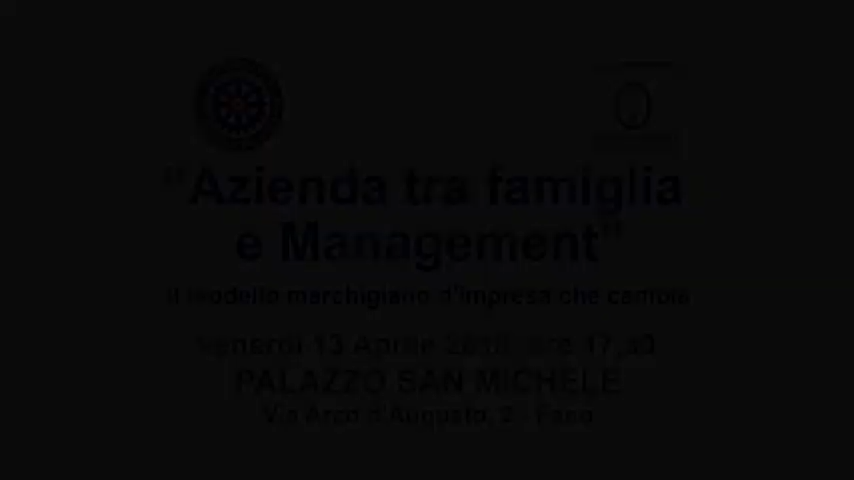 "Azienda tra famiglia
e Management"
il modello marchigiano d'impresa che cambia
venerdì 13 Aprile ore 17,30
PALAZZO SAN MICHELE
Via Arco d'Augusto, 2 - Fano